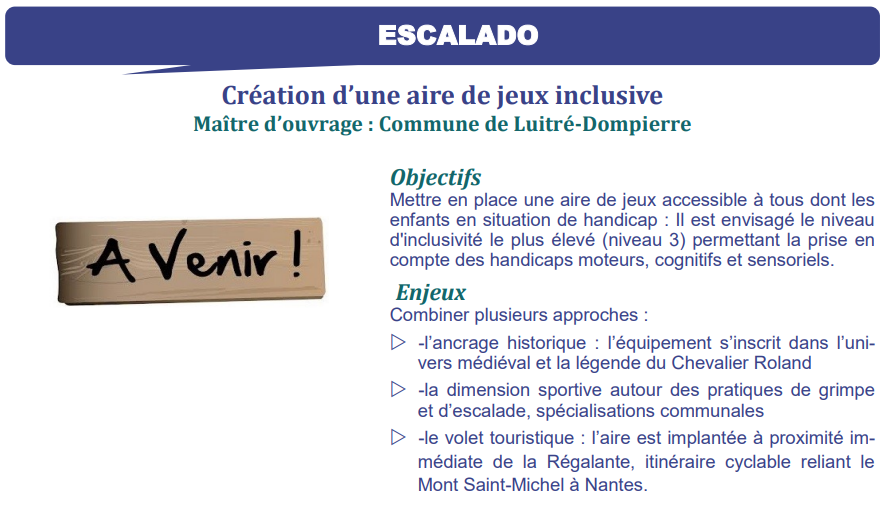 ESCALADO
Création d’une aire de jeux inclusive
Maître d’ouvrage : Commune de Luitré-Dompierre
A Venir !
Objectifs
Mettre en place une aire de jeux accessible à tous dont les
enfants en situation de handicap : Il est envisagé le niveau
d'inclusivité le plus élevé (niveau 3) permettant la prise en
compte des handicaps moteurs, cognitifs et sensoriels.
Enjeux
Combiner plusieurs approches :
-l’ancrage historique : l’équipement s’inscrit dans l’uni-
vers médiéval et la légende du Chevalier Roland
-la dimension sportive autour des pratiques de grimpe
et d’escalade, spécialisations communales
-le volet touristique : l’aire est implantée à proximité im-
médiate de la Régalante, itinéraire cyclable reliant le
Mont Saint-Michel à Nantes.